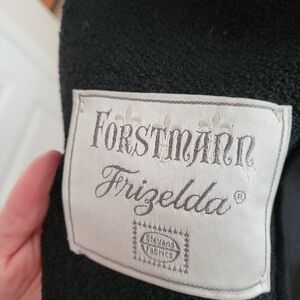 FORSTMANN
Frizelda ®
Stevens
Fabrics